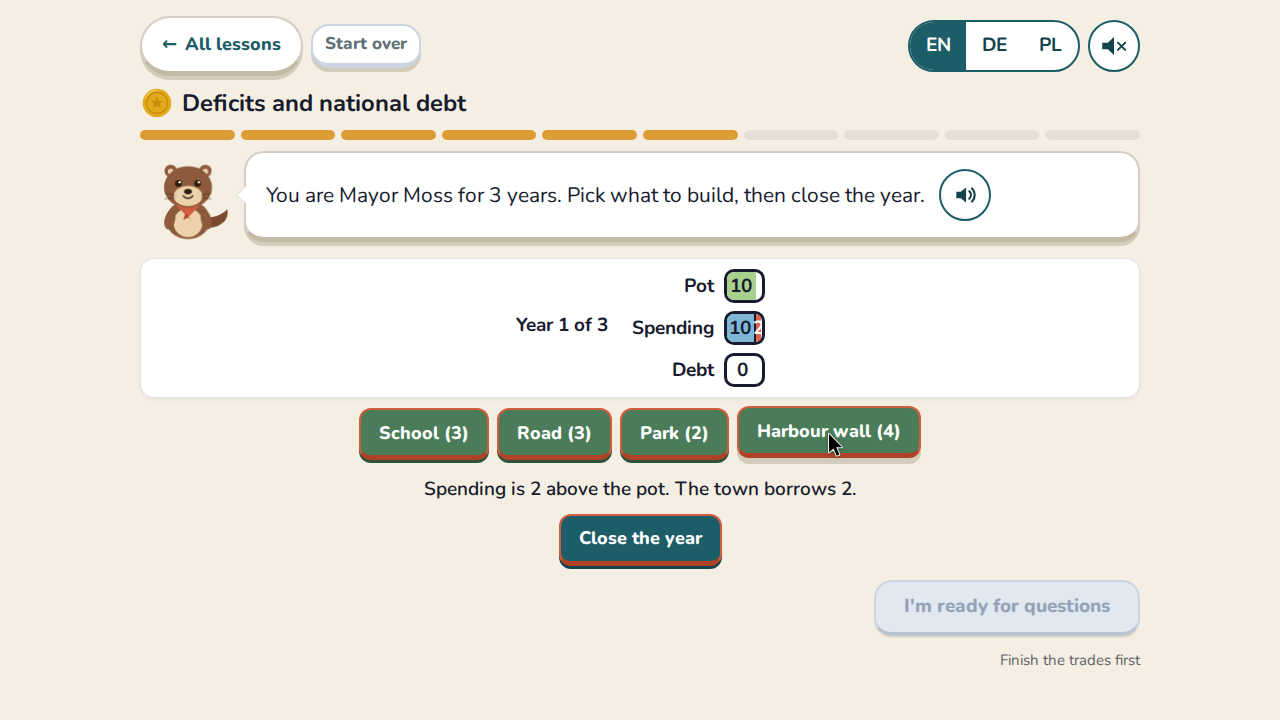 ← All lessons
Start over
EN
DE
PL
Deficits and national debt
You are Mayor Moss for 3 years. Pick what to build, then close the year.
Year 1 of 3
Pot
10
Spending
10
Debt
0
School (3)
Road (3)
Park (2)
Harbour wall (4)
Spending is 2 above the pot. The town borrows 2.
Close the year
I'm ready for questions
Finish the trades first